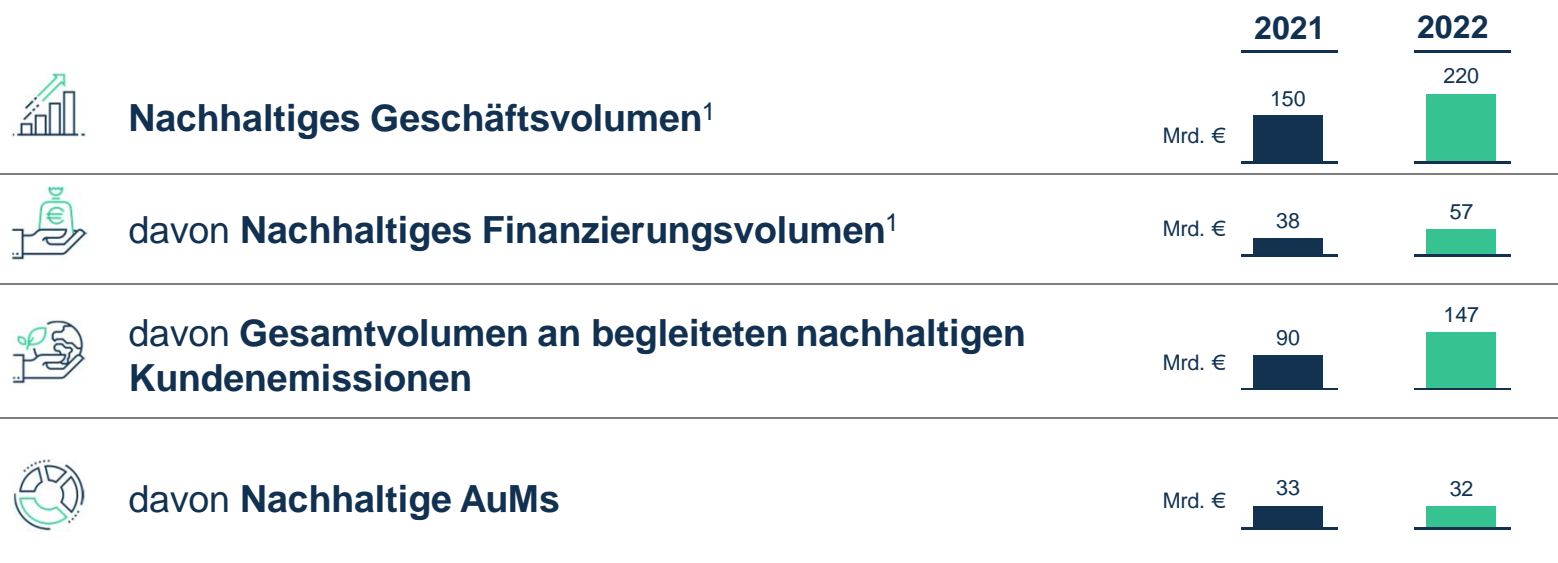 2021 2022
Nachhaltiges Geschäftsvolumen¹ Mrd. € 150 220
davon Nachhaltiges Finanzierungsvolumen¹ Mrd. € 38 57
davon Gesamtvolumen an begleiteten nachhaltigen
Kundenemissionen Mrd. € 90 147
davon Nachhaltige AuMs Mrd. € 33 32